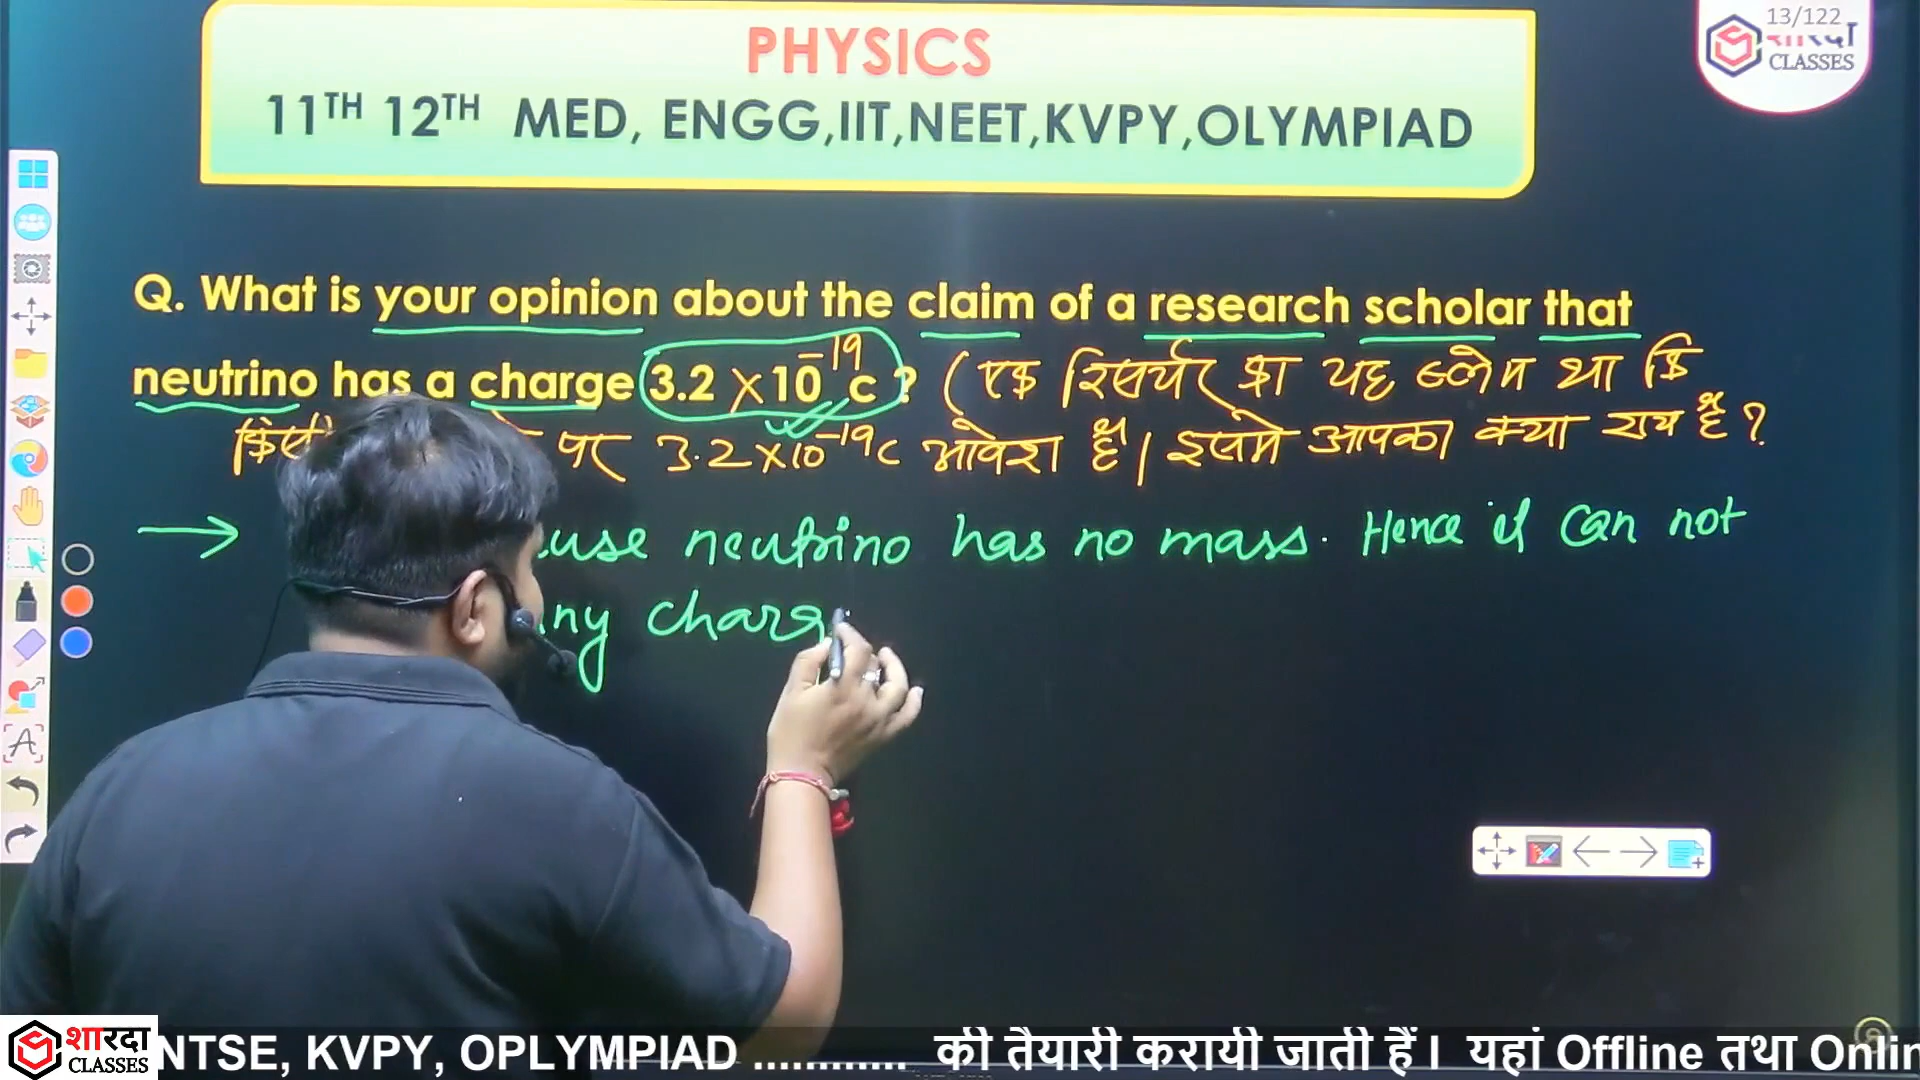 13/122
शारदा
CLASSES
PHYSICS
11TH 12TH MED, ENGG,IIT,NEET,KVPY,OLYMPIAD
Q. What is your opinion about the claim of a research scholar that
neutrino has a charge 3.2 × 10⁻¹⁹ c ? (एक रिसर्चर का यह क्लेम था कि
पर 3.2×10⁻¹⁹c आवेश है। इसमे आपका क्या राय है?
→ neutrino has no mass. Hence it can not
charg
शारदा
CLASSES
NTSE, KVPY, OPLYMPIAD ............ की तैयारी करायी जाती हैं। यहां Offline तथा Onlin